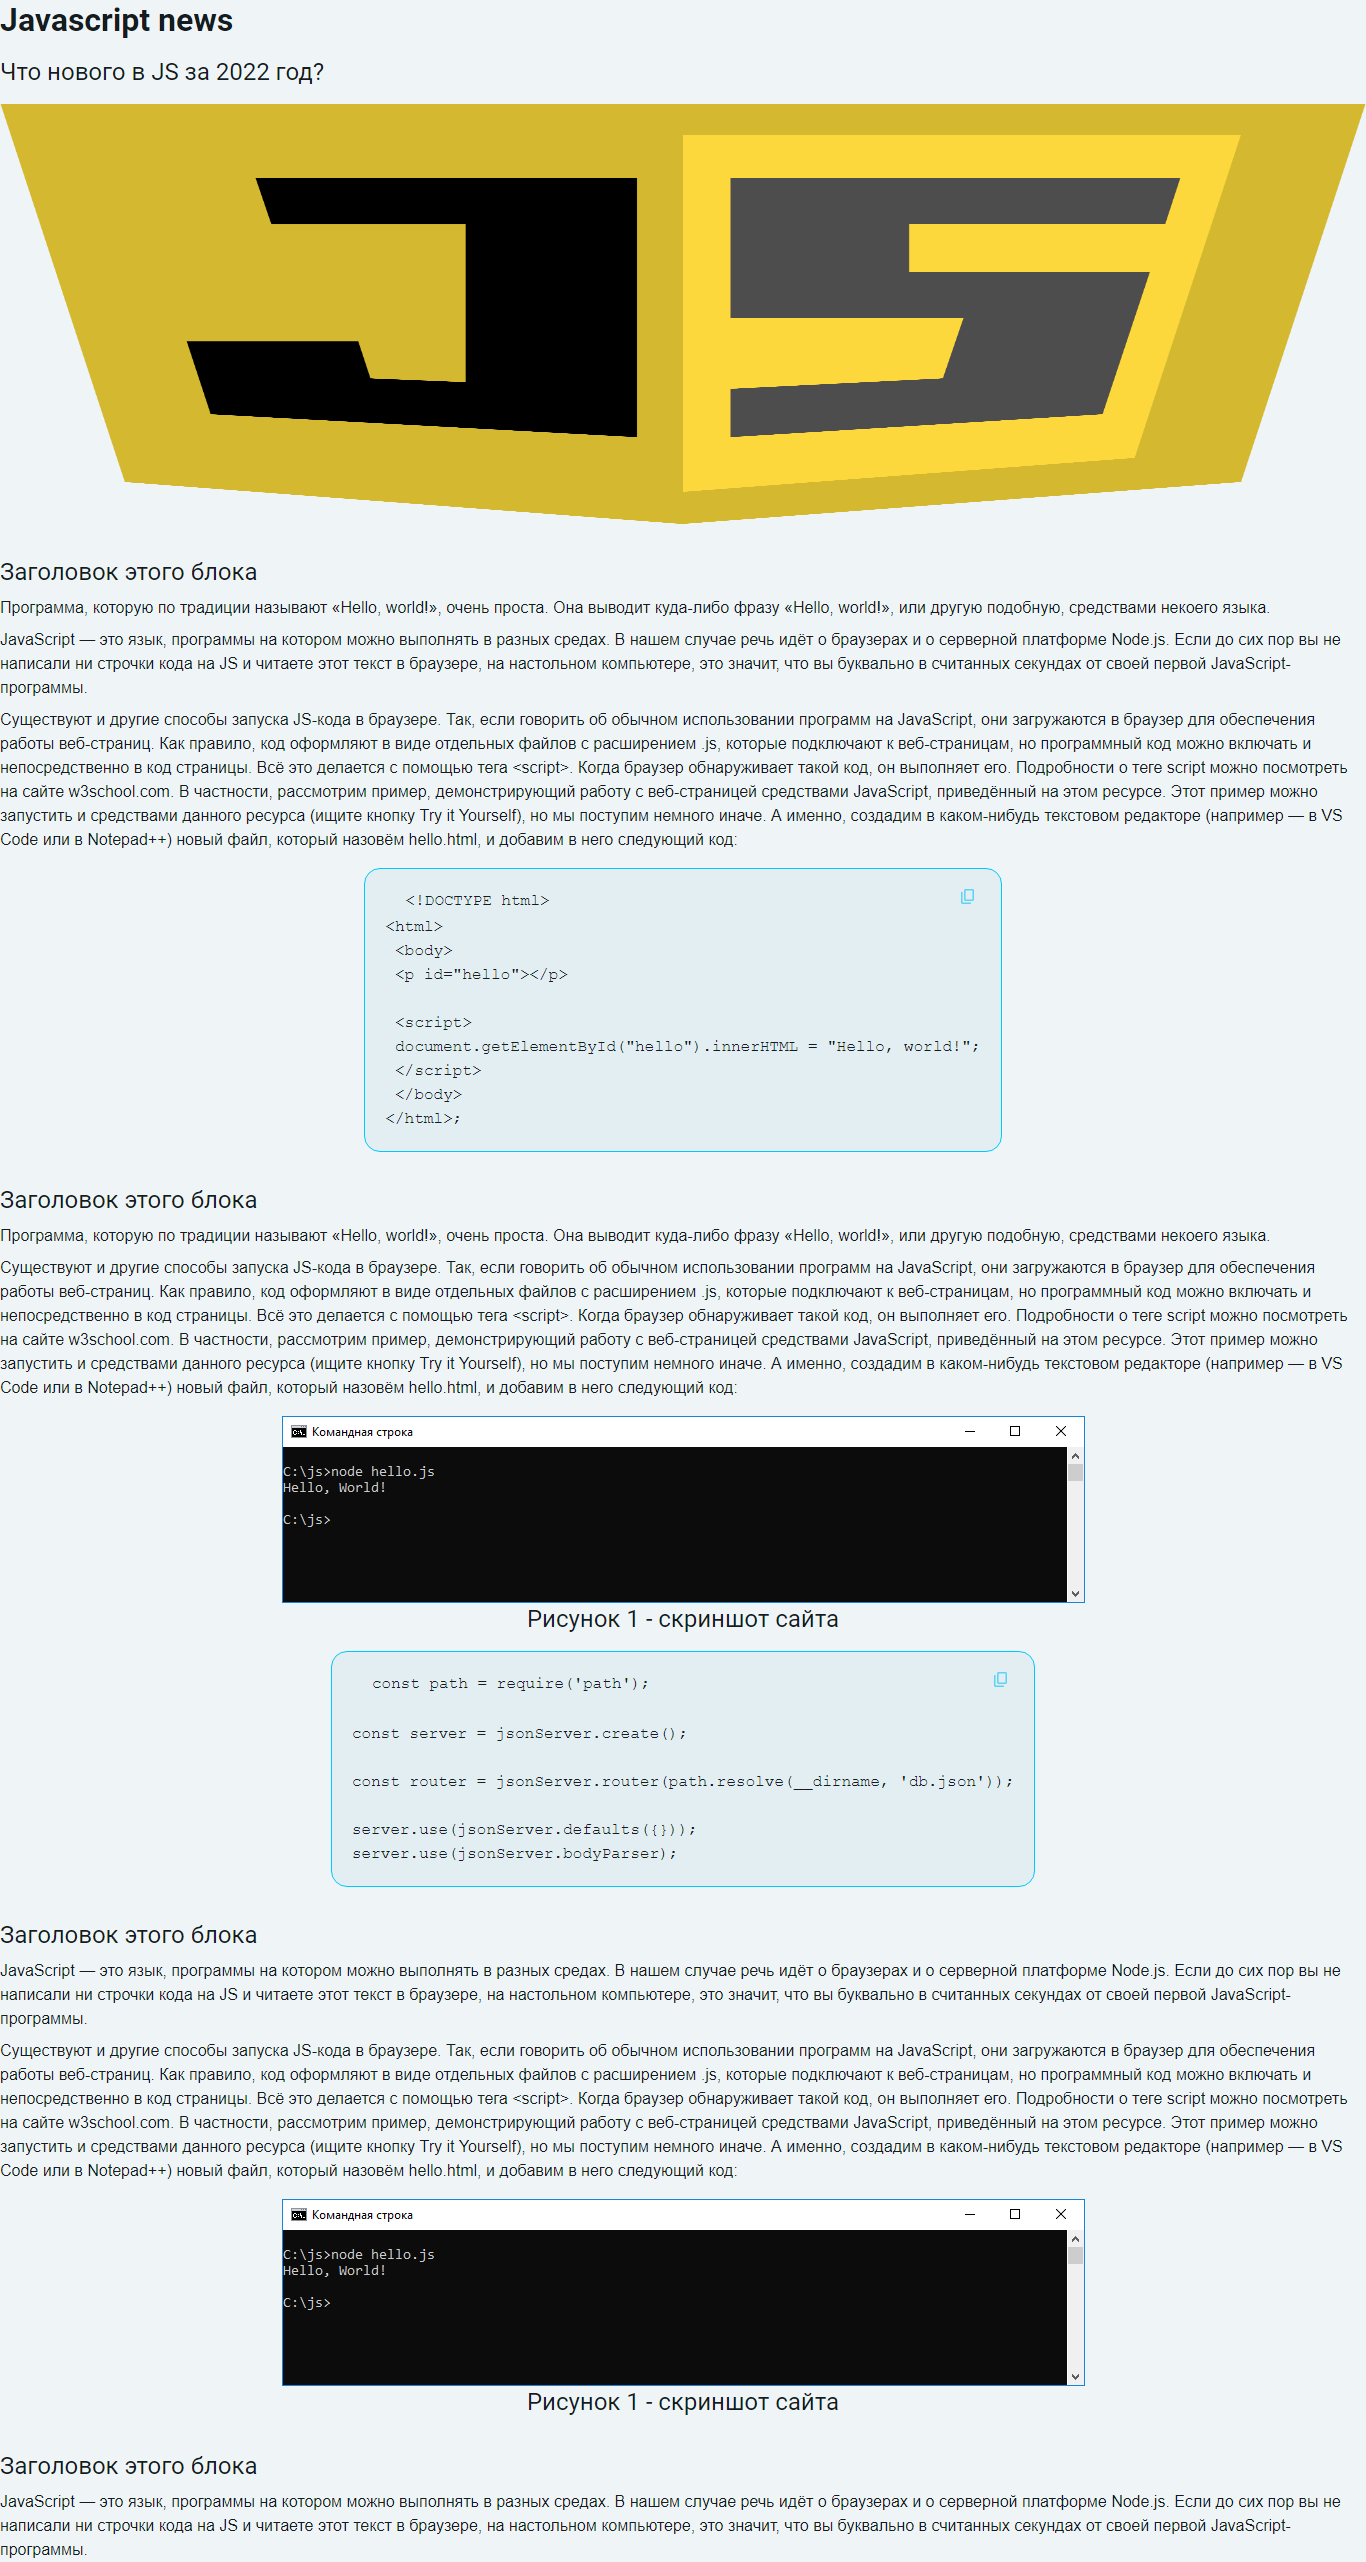 Javascript news
Что нового в JS за 2022 год?
JS
Заголовок этого блока
Программа, которую по традиции называют «Hello, world!», очень проста. Она выводит куда-либо фразу «Hello, world!», или другую подобную, средствами некоего языка.
JavaScript — это язык, программы на котором можно выполнять в разных средах. В нашем случае речь идёт о браузерах и о серверной платформе Node.js. Если до сих пор вы не
написали ни строчки кода на JS и читаете этот текст в браузере, на настольном компьютере, это значит, что вы буквально в считанных секундах от своей первой JavaScript-
программы.
Существуют и другие способы запуска JS-кода в браузере. Так, если говорить об обычном использовании программ на JavaScript, они загружаются в браузер для обеспечения
работы веб-страниц. Как правило, код оформляют в виде отдельных файлов с расширением .js, которые подключают к веб-страницам, но программный код можно включать и
непосредственно в код страницы. Всё это делается с помощью тега <script>. Когда браузер обнаруживает такой код, он выполняет его. Подробности о теге script можно посмотреть
на сайте w3school.com. В частности, рассмотрим пример, демонстрирующий работу с веб-страницей средствами JavaScript, приведённый на этом ресурсе. Этот пример можно
запустить и средствами данного ресурса (ищите кнопку Try it Yourself), но мы поступим немного иначе. А именно, создадим в каком-нибудь текстовом редакторе (например — в VS
Code или в Notepad++) новый файл, который назовём hello.html, и добавим в него следующий код:
<!DOCTYPE html>
<html>
<body>
<p id="hello"></p>
<script>
document.getElementById("hello").innerHTML = "Hello, world!";
</script>
</body>
</html>;
Заголовок этого блока
Программа, которую по традиции называют «Hello, world!», очень проста. Она выводит куда-либо фразу «Hello, world!», или другую подобную, средствами некоего языка.
Существуют и другие способы запуска JS-кода в браузере. Так, если говорить об обычном использовании программ на JavaScript, они загружаются в браузер для обеспечения
работы веб-страниц. Как правило, код оформляют в виде отдельных файлов с расширением .js, которые подключают к веб-страницам, но программный код можно включать и
непосредственно в код страницы. Всё это делается с помощью тега <script>. Когда браузер обнаруживает такой код, он выполняет его. Подробности о теге script можно посмотреть
на сайте w3school.com. В частности, рассмотрим пример, демонстрирующий работу с веб-страницей средствами JavaScript, приведённый на этом ресурсе. Этот пример можно
запустить и средствами данного ресурса (ищите кнопку Try it Yourself), но мы поступим немного иначе. А именно, создадим в каком-нибудь текстовом редакторе (например — в VS
Code или в Notepad++) новый файл, который назовём hello.html, и добавим в него следующий код:
Командная строка
C:\js>node hello.js
Hello, World!
C:\js>
Рисунок 1 - скриншот сайта
const path = require('path');
const server = jsonServer.create();
const router = jsonServer.router(path.resolve(__dirname, 'db.json'));
server.use(jsonServer.defaults({}));
server.use(jsonServer.bodyParser);
Заголовок этого блока
JavaScript — это язык, программы на котором можно выполнять в разных средах. В нашем случае речь идёт о браузерах и о серверной платформе Node.js. Если до сих пор вы не
написали ни строчки кода на JS и читаете этот текст в браузере, на настольном компьютере, это значит, что вы буквально в считанных секундах от своей первой JavaScript-
программы.
Существуют и другие способы запуска JS-кода в браузере. Так, если говорить об обычном использовании программ на JavaScript, они загружаются в браузер для обеспечения
работы веб-страниц. Как правило, код оформляют в виде отдельных файлов с расширением .js, которые подключают к веб-страницам, но программный код можно включать и
непосредственно в код страницы. Всё это делается с помощью тега <script>. Когда браузер обнаруживает такой код, он выполняет его. Подробности о теге script можно посмотреть
на сайте w3school.com. В частности, рассмотрим пример, демонстрирующий работу с веб-страницей средствами JavaScript, приведённый на этом ресурсе. Этот пример можно
запустить и средствами данного ресурса (ищите кнопку Try it Yourself), но мы поступим немного иначе. А именно, создадим в каком-нибудь текстовом редакторе (например — в VS
Code или в Notepad++) новый файл, который назовём hello.html, и добавим в него следующий код:
Командная строка
C:\js>node hello.js
Hello, World!
C:\js>
Рисунок 1 - скриншот сайта
Заголовок этого блока
JavaScript — это язык, программы на котором можно выполнять в разных средах. В нашем случае речь идёт о браузерах и о серверной платформе Node.js. Если до сих пор вы не
написали ни строчки кода на JS и читаете этот текст в браузере, на настольном компьютере, это значит, что вы буквально в считанных секундах от своей первой JavaScript-
программы.